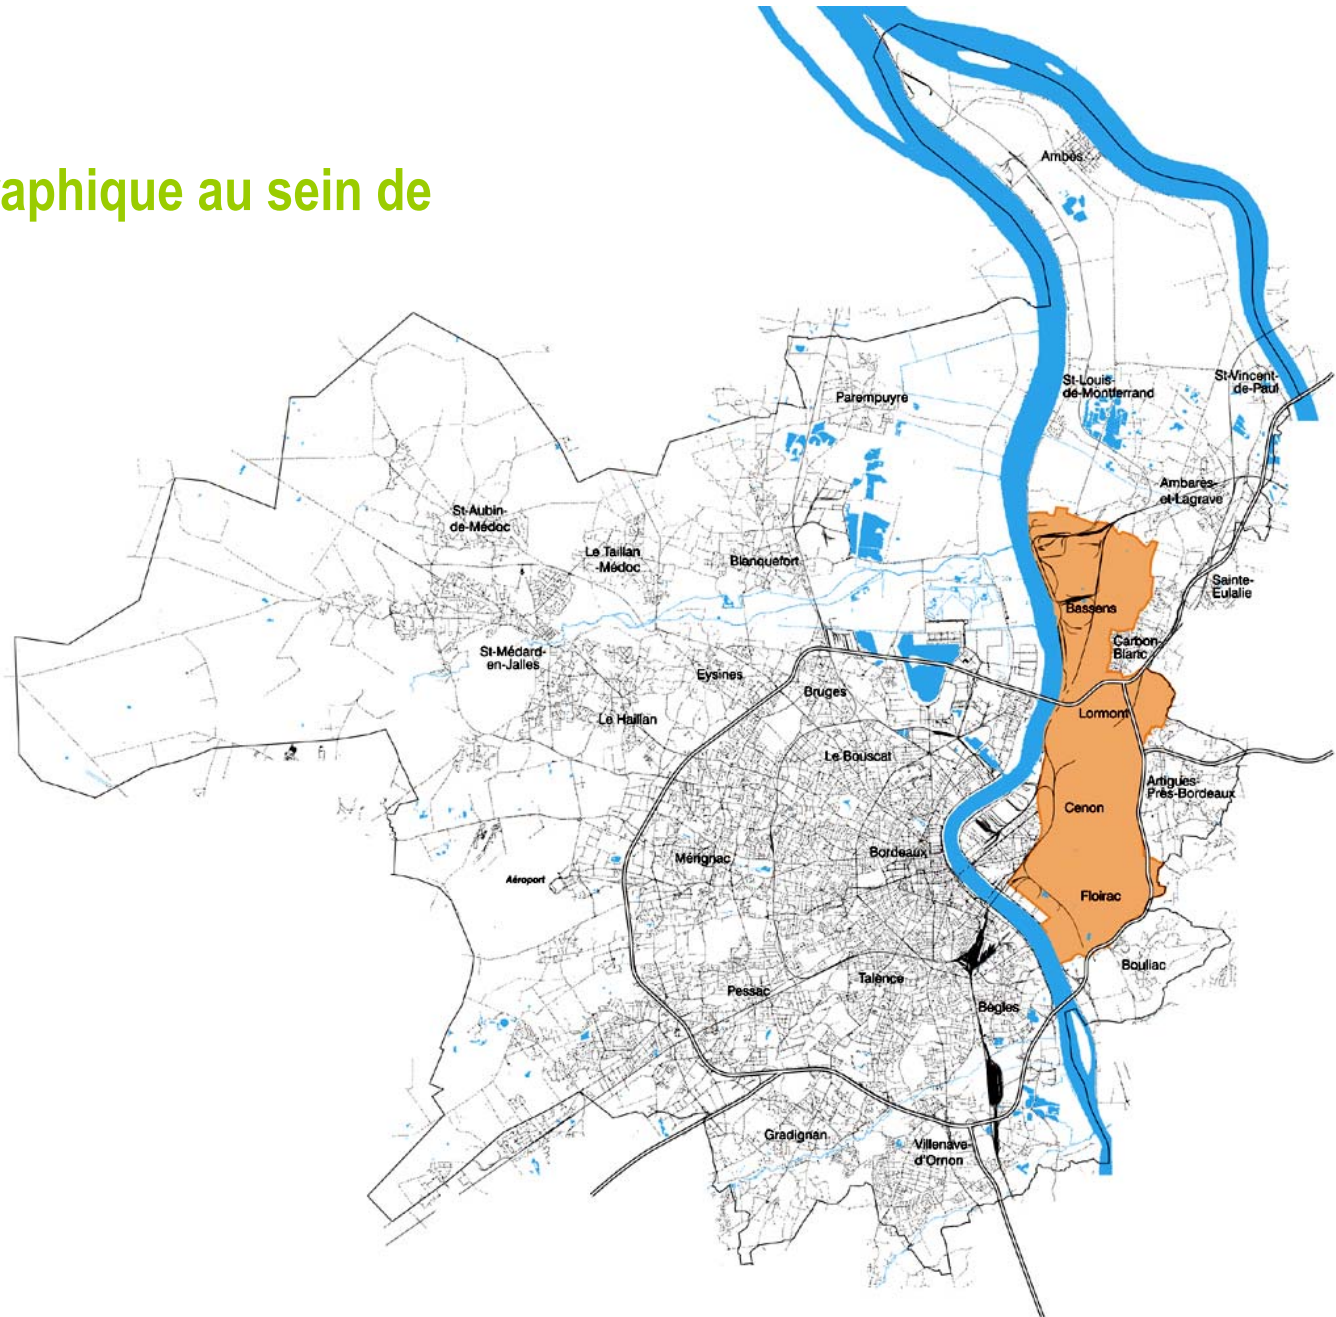 aphique au sein de
Ambès
St-Louis-
de-Montferrand
St-Vincent-
de-Paul
Parempuyre
Ambarès-
et-Lagrave
St-Aubin-
de-Médoc
Le Taillan
-Médoc
Blanquefort
Sainte-
Eulalie
Bassens
Carbon-
Blanc
St-Médard-
en-Jalles
Eysines
Bruges
Lormont
Le Haillan
Le Bouscat
Artigues-
Près-Bordeaux
Cenon
Mérignac
Bordeaux
Aéroport
Floirac
Bouliac
Talence
Pessac
Bègles
Gradignan
Villenave-
d'Ornon